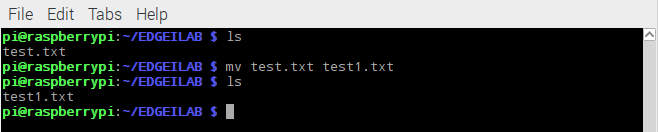 File Edit Tabs Help
pi@raspberrypi:~/EDGEILAB $ ls
test.txt
pi@raspberrypi:~/EDGEILAB $ mv test.txt test1.txt
pi@raspberrypi:~/EDGEILAB $ ls
test1.txt
pi@raspberrypi:~/EDGEILAB $